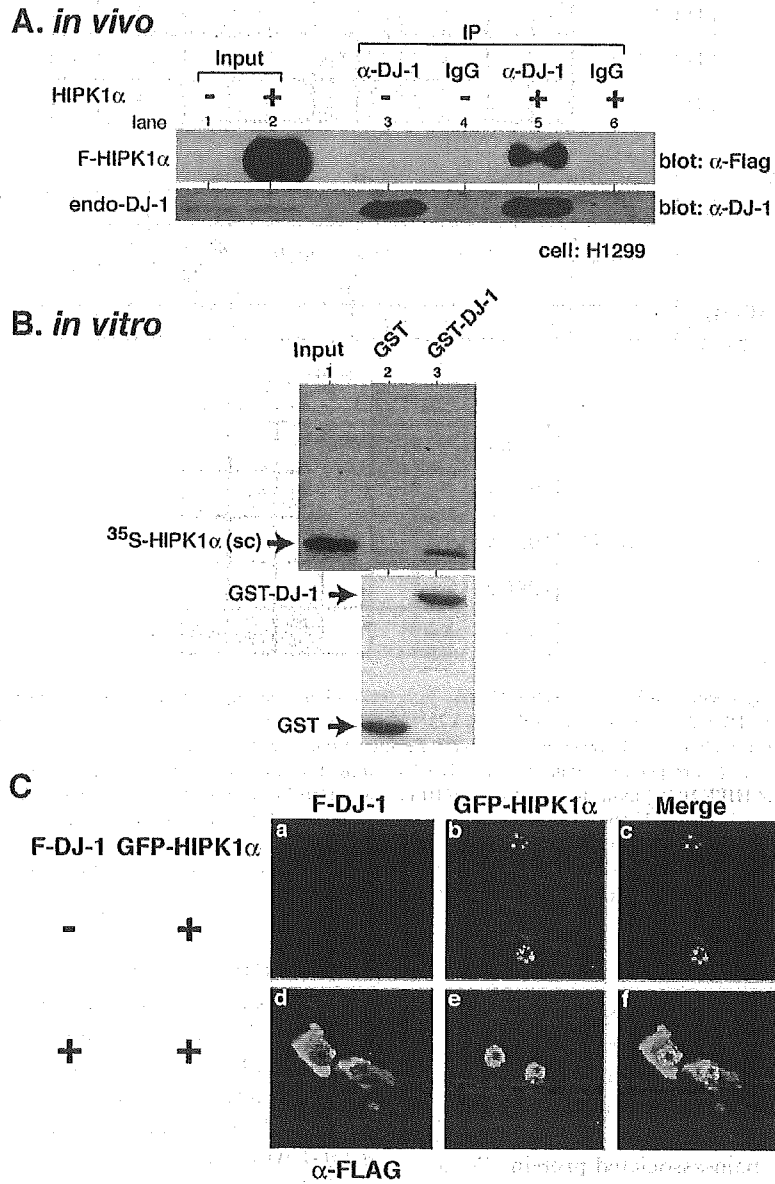 A. in vivo
IP
Input
α-DJ-1 IgG α-DJ-1 IgG
HIPK1α - + - - + +
lane 1 2 3 4 5 6
F-HIPK1α
blot: α-Flag
endo-DJ-1
blot: α-DJ-1
cell: H1299
B. in vitro
Input GST GST-DJ-1
1 2 3
35S-HIPK1α (sc)
GST-DJ-1
GST
C
F-DJ-1 GFP-HIPK1α Merge
F-DJ-1 GFP-HIPK1α
a b c
- +
d e f
+ +
α-FLAG